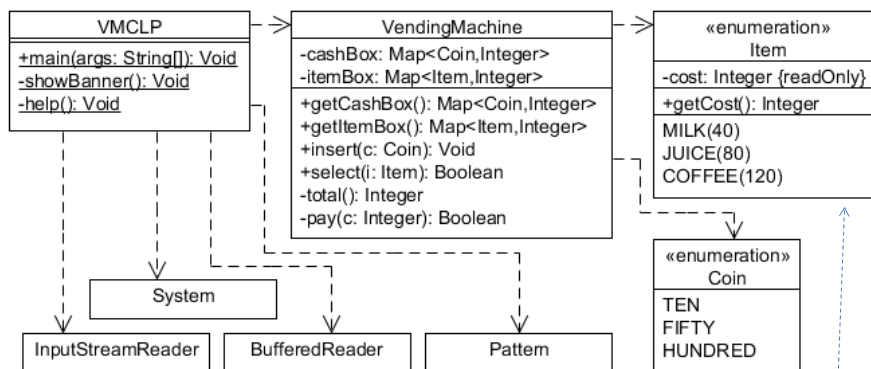 VMCLP
+main(args: String[]): Void
-showBanner(): Void
-help(): Void
VendingMachine
-cashBox: Map<Coin,Integer>
-itemBox: Map<Item,Integer>
+getCashBox(): Map<Coin,Integer>
+getItemBox(): Map<Item,Integer>
+insert(c: Coin): Void
+select(i: Item): Boolean
-total(): Integer
-pay(c: Integer): Boolean
«enumeration»
Item
-cost: Integer {readOnly}
+getCost(): Integer
MILK(40)
JUICE(80)
COFFEE(120)
«enumeration»
Coin
TEN
FIFTY
HUNDRED
System
InputStreamReader
BufferedReader
Pattern